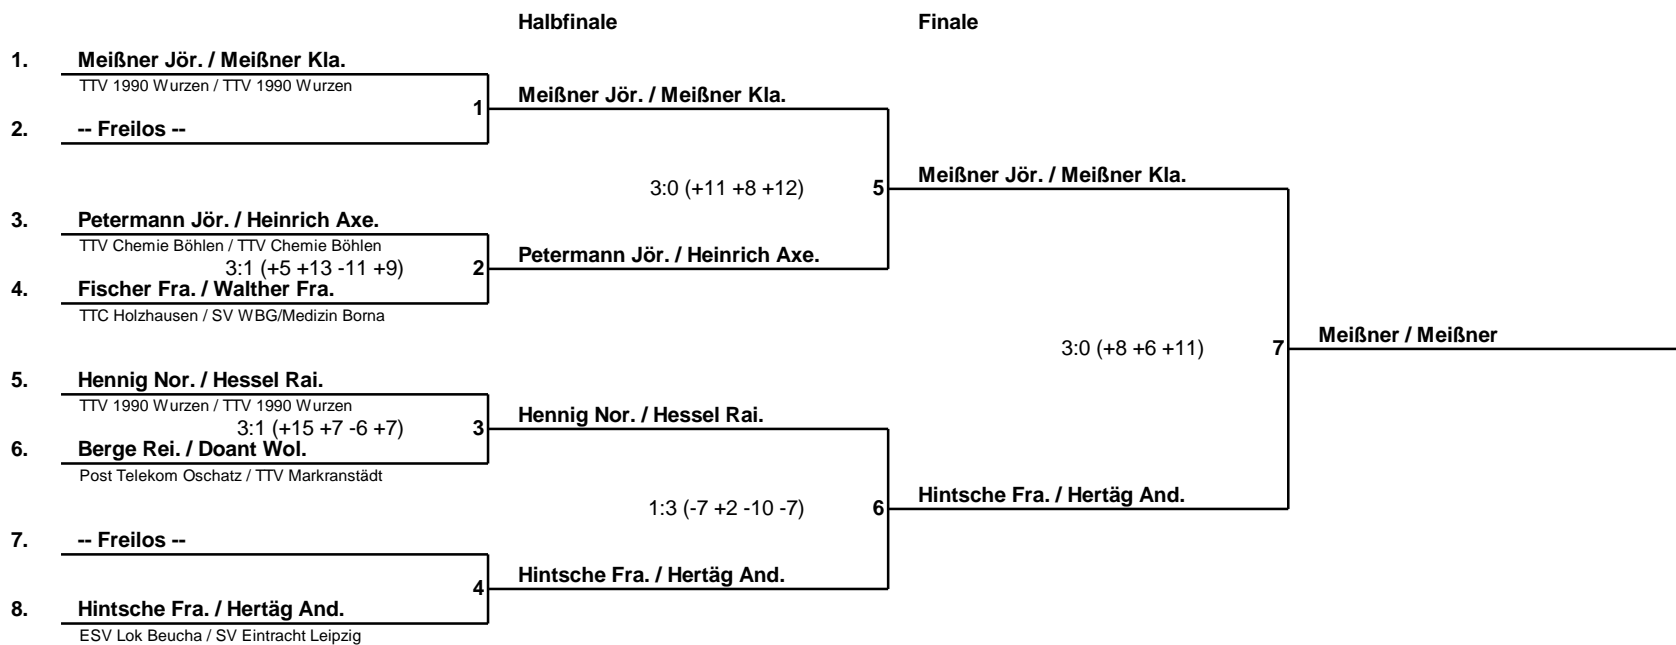 Halbfinale
Finale
1. Meißner Jör. / Meißner Kla.
TTV 1990 Wurzen / TTV 1990 Wurzen
1 Meißner Jör. / Meißner Kla.
2. -- Freilos --
3:0 (+11 +8 +12) 5 Meißner Jör. / Meißner Kla.
3. Petermann Jör. / Heinrich Axe.
TTV Chemie Böhlen / TTV Chemie Böhlen
3:1 (+5 +13 -11 +9) 2 Petermann Jör. / Heinrich Axe.
4. Fischer Fra. / Walther Fra.
TTC Holzhausen / SV WBG/Medizin Borna
3:0 (+8 +6 +11) 7 Meißner / Meißner
5. Hennig Nor. / Hessel Rai.
TTV 1990 Wurzen / TTV 1990 Wurzen
3:1 (+15 +7 -6 +7) 3 Hennig Nor. / Hessel Rai.
6. Berge Rei. / Doant Wol.
Post Telekom Oschatz / TTV Markranstädt
1:3 (-7 +2 -10 -7) 6 Hintsche Fra. / Hertäg And.
7. -- Freilos --
4 Hintsche Fra. / Hertäg And.
8. Hintsche Fra. / Hertäg And.
ESV Lok Beucha / SV Eintracht Leipzig